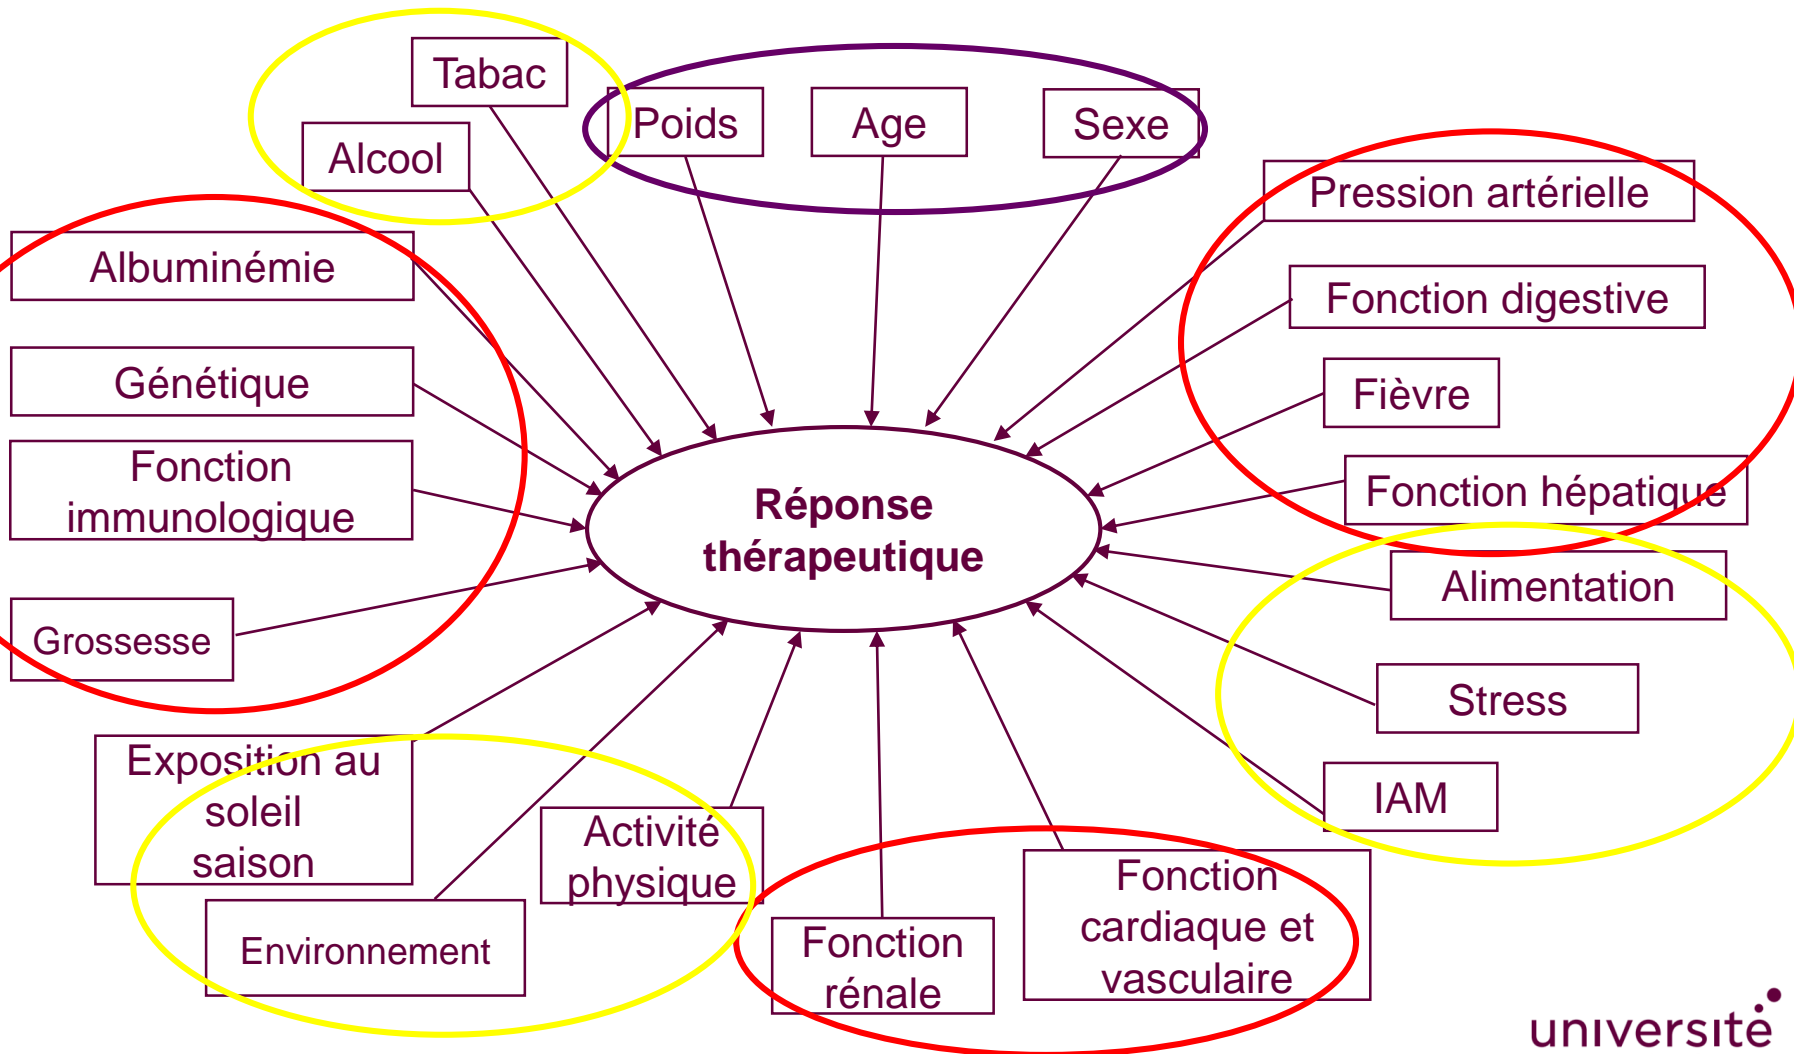 Tabac
Poids
Age
Sexe
Alcool
Pression artérielle
Albuminémie
Fonction digestive
Génétique
Fièvre
Fonction
immunologique
Fonction hépatique
Réponse
thérapeutique
Alimentation
Grossesse
Stress
Exposition au
soleil
saison
IAM
Activité
physique
Fonction
cardiaque et
vasculaire
Environnement
Fonction
rénale
université